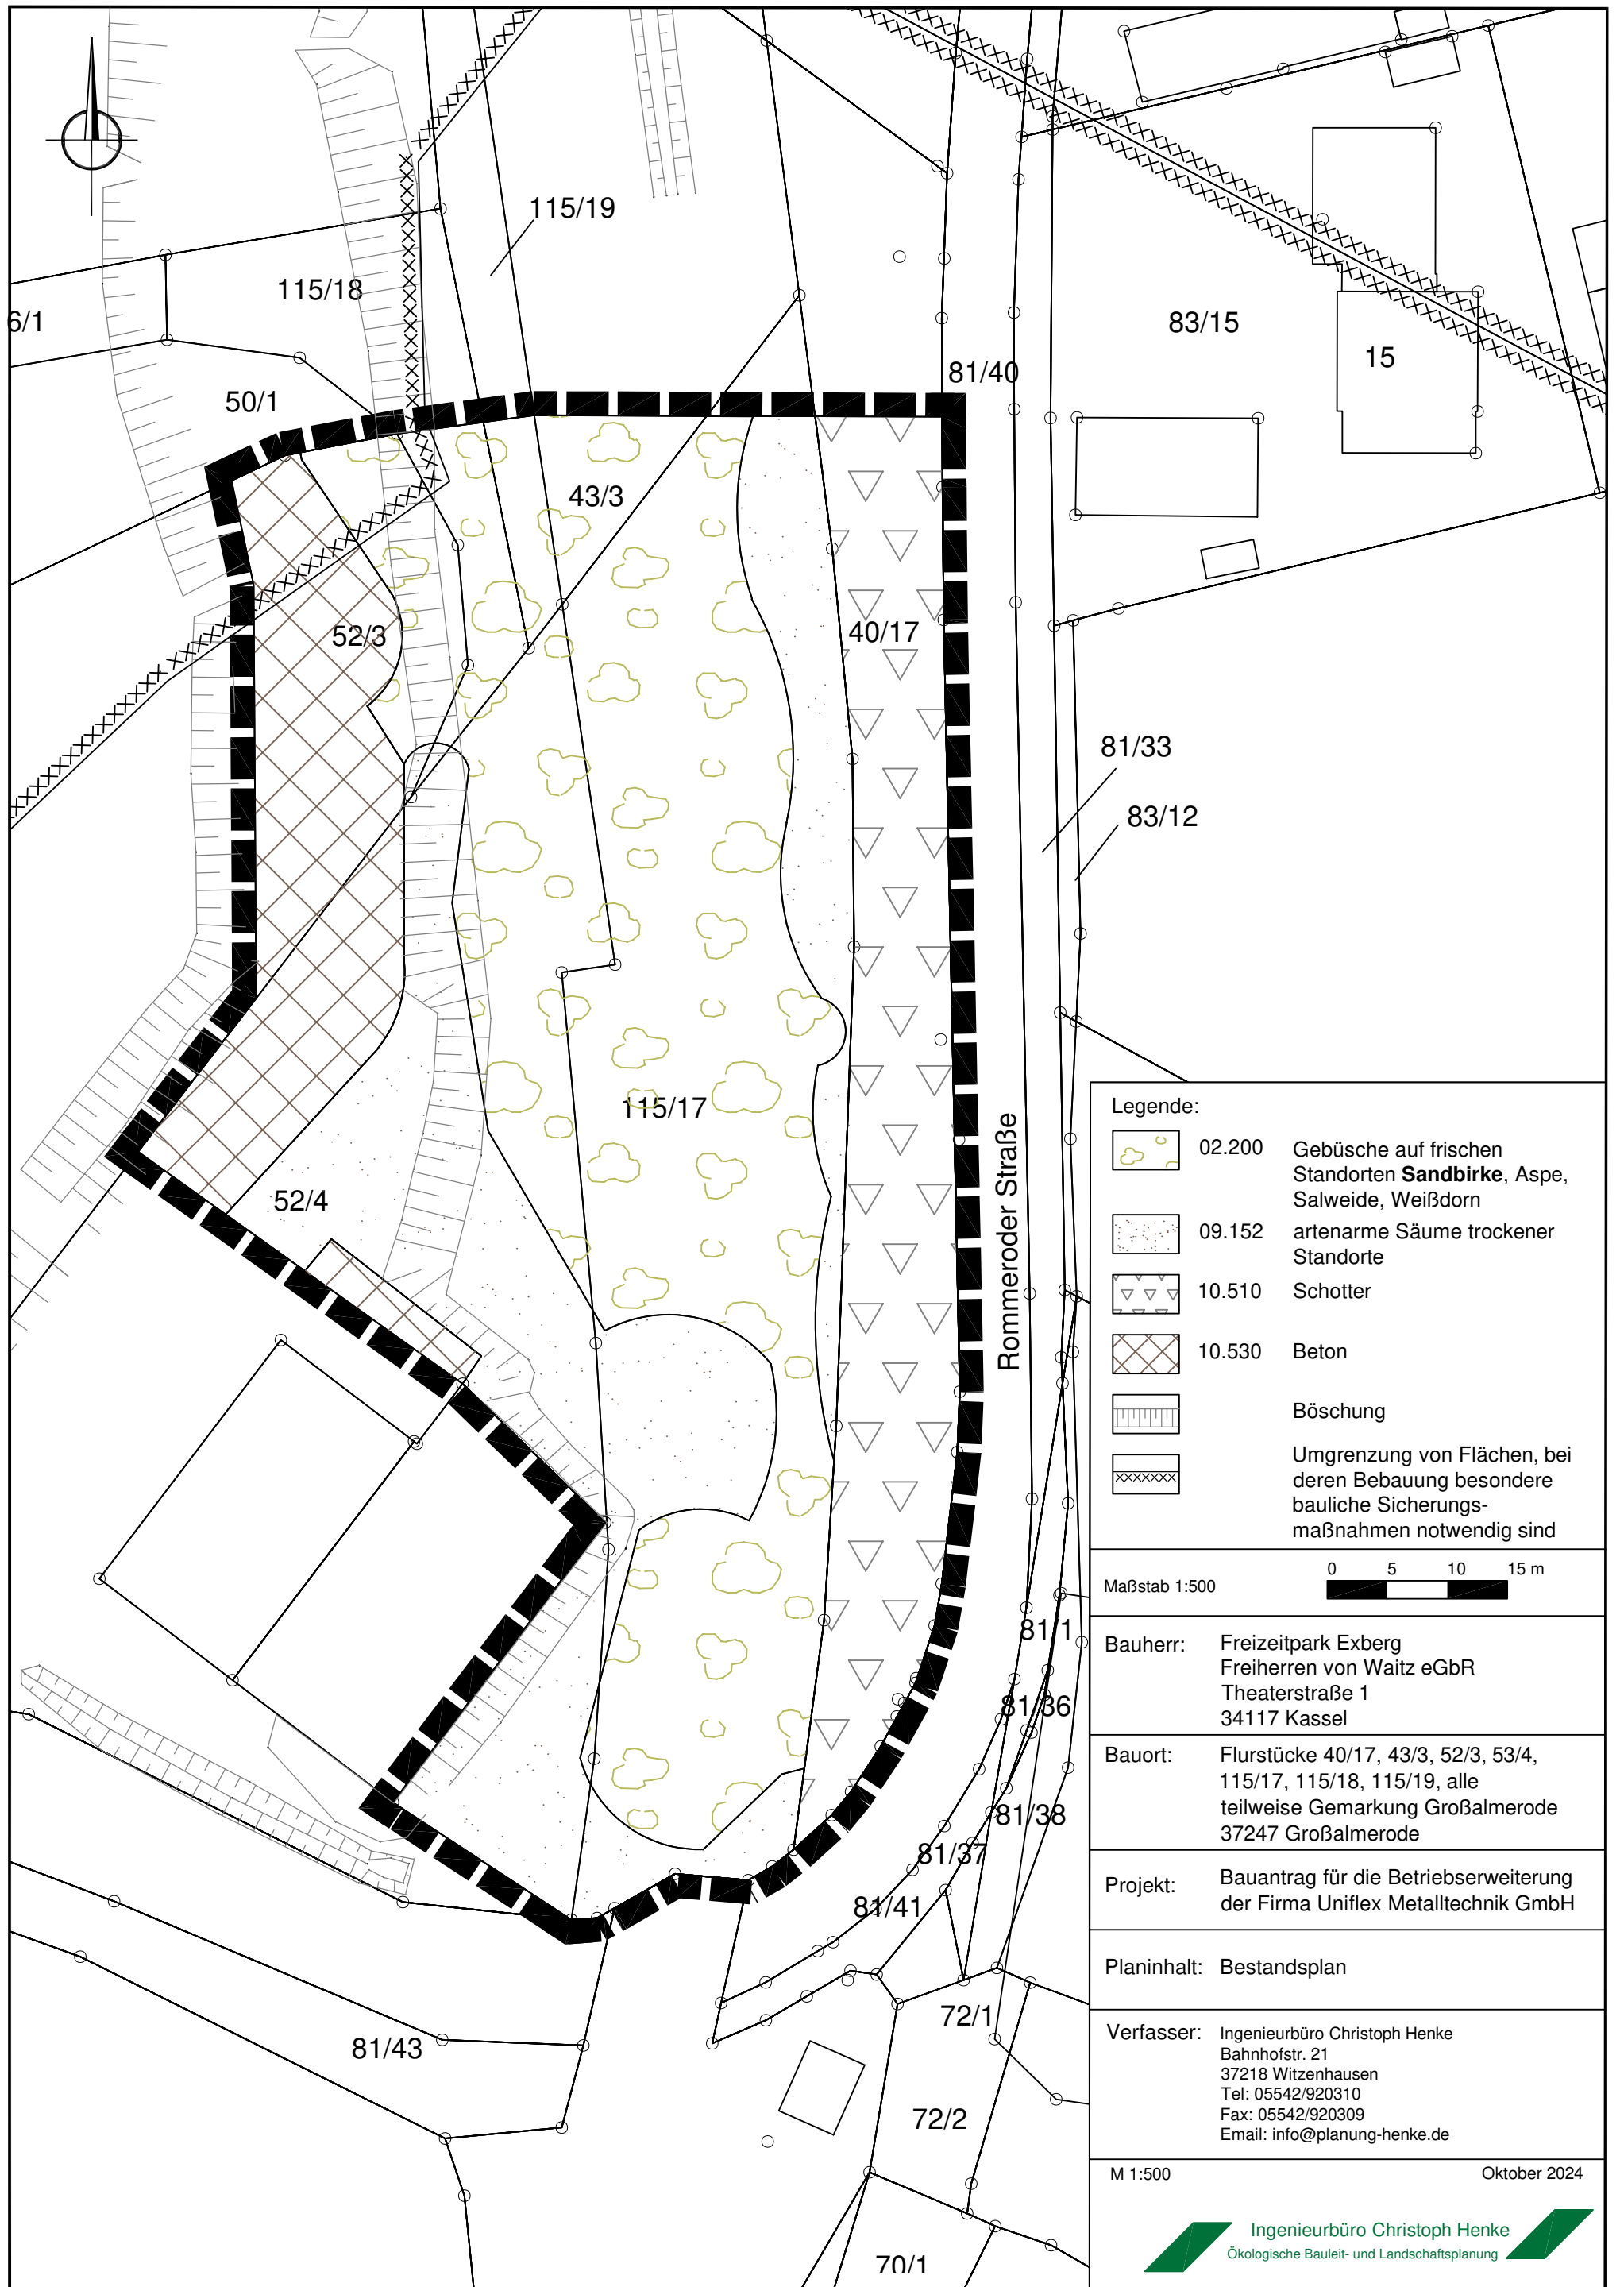 115/19
115/18
6/1
83/15
15
81/40
50/1
43/3
52/3
40/17
81/33
83/12
115/17
52/4
Rommeroder Straße
81/1
81/36
81/38
81/37
81/41
72/1
81/43
72/2
70/1
Legende:
02.200 Gebüsche auf frischen
Standorten Sandbirke, Aspe,
Salweide, Weißdorn
09.152 artenarme Säume trockener
Standorte
10.510 Schotter
10.530 Beton
Böschung
Umgrenzung von Flächen, bei
deren Bebauung besondere
bauliche Sicherungs-
maßnahmen notwendig sind
Maßstab 1:500 0 5 10 15 m
Bauherr: Freizeitpark Exberg
Freiherren von Waitz eGbR
Theaterstraße 1
34117 Kassel
Bauort: Flurstücke 40/17, 43/3, 52/3, 53/4,
115/17, 115/18, 115/19, alle
teilweise Gemarkung Großalmerode
37247 Großalmerode
Projekt: Bauantrag für die Betriebserweiterung
der Firma Uniflex Metalltechnik GmbH
Planinhalt: Bestandsplan
Verfasser: Ingenieurbüro Christoph Henke
Bahnhofstr. 21
37218 Witzenhausen
Tel: 05542/920310
Fax: 05542/920309
Email: info@planung-henke.de
M 1:500 Oktober 2024
Ingenieurbüro Christoph Henke
Ökologische Bauleit- und Landschaftsplanung